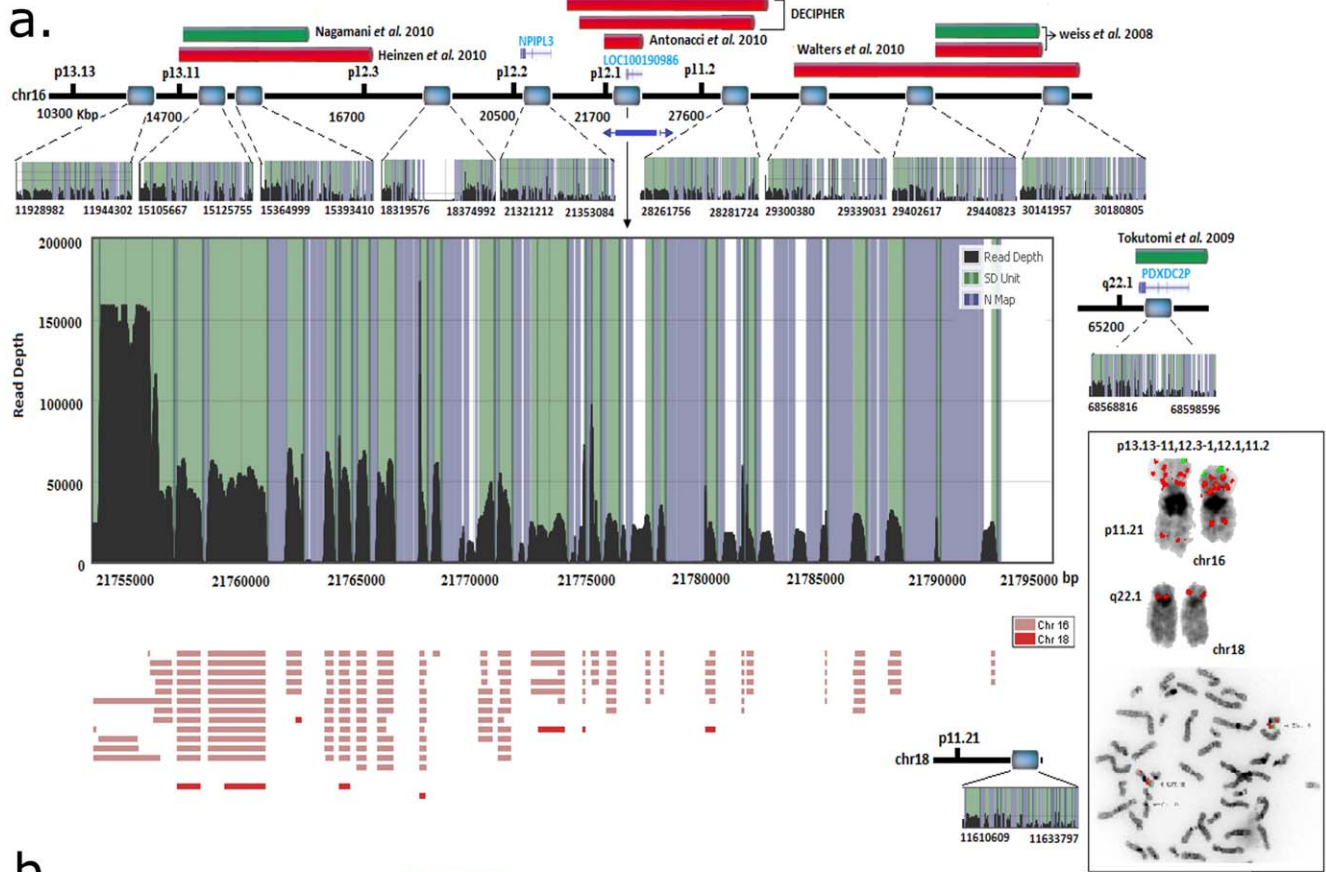 a.
Nagamani et al. 2010
Heinzen et al. 2010
DECIPHER
Antonacci et al. 2010
Walters et al. 2010
weiss et al. 2008
NPIPL3
LOC100190986
p13.13 p13.11 p12.3 p12.2 p12.1 p11.2
chr16
10300 Kbp 14700 16700 20500 21700 27600
11928982 11944302 15105667 15125755 15364999 15393410 18319576 18374992 21321212 21353084 28261756 28281724 29300380 29339031 29402617 29440823 30141957 30180805
200000
150000
100000
50000
0
Read Depth
Read Depth
SD Unit
N Map
21755000 21760000 21765000 21770000 21775000 21780000 21785000 21790000 21795000 bp
Tokutomi et al. 2009
PDXDC2P
q22.1
65200
68568816 68598596
p13.13-11,12.3-1,12.1,11.2
p11.21
chr16
q22.1
chr18
Chr 16
Chr 18
p11.21
chr18
11610609 11633797
b